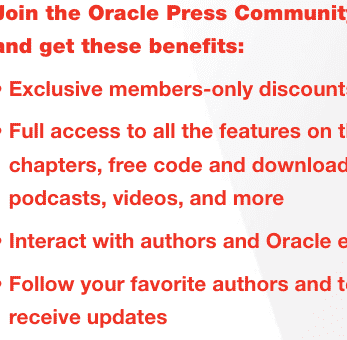 Join the Oracle Press Community
and get these benefits:
• Exclusive members-only discounts
• Full access to all the features on
chapters, free code and download
podcasts, videos, and more
• Interact with authors and Oracle
• Follow your favorite authors and
receive updates